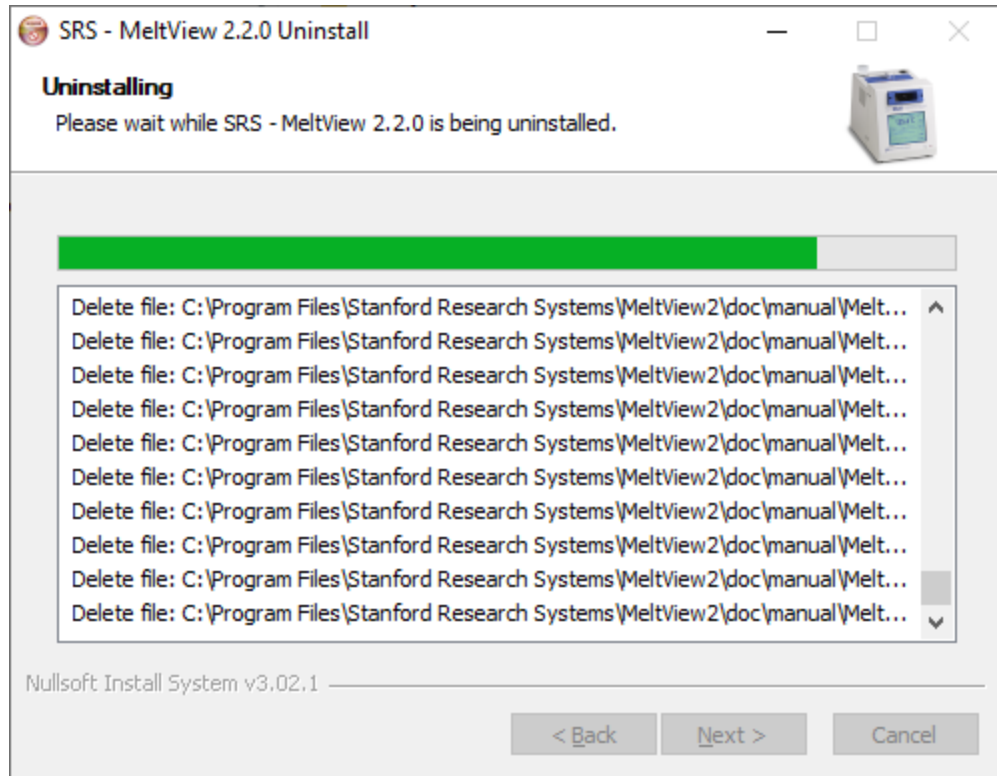 SRS - MeltView 2.2.0 Uninstall
Uninstalling
Please wait while SRS - MeltView 2.2.0 is being uninstalled.
Delete file: C:\Program Files\Stanford Research Systems\MeltView2\doc\manual\Melt...
Delete file: C:\Program Files\Stanford Research Systems\MeltView2\doc\manual\Melt...
Delete file: C:\Program Files\Stanford Research Systems\MeltView2\doc\manual\Melt...
Delete file: C:\Program Files\Stanford Research Systems\MeltView2\doc\manual\Melt...
Delete file: C:\Program Files\Stanford Research Systems\MeltView2\doc\manual\Melt...
Delete file: C:\Program Files\Stanford Research Systems\MeltView2\doc\manual\Melt...
Delete file: C:\Program Files\Stanford Research Systems\MeltView2\doc\manual\Melt...
Delete file: C:\Program Files\Stanford Research Systems\MeltView2\doc\manual\Melt...
Delete file: C:\Program Files\Stanford Research Systems\MeltView2\doc\manual\Melt...
Delete file: C:\Program Files\Stanford Research Systems\MeltView2\doc\manual\Melt...
Nullsoft Install System v3.02.1
< Back Next > Cancel